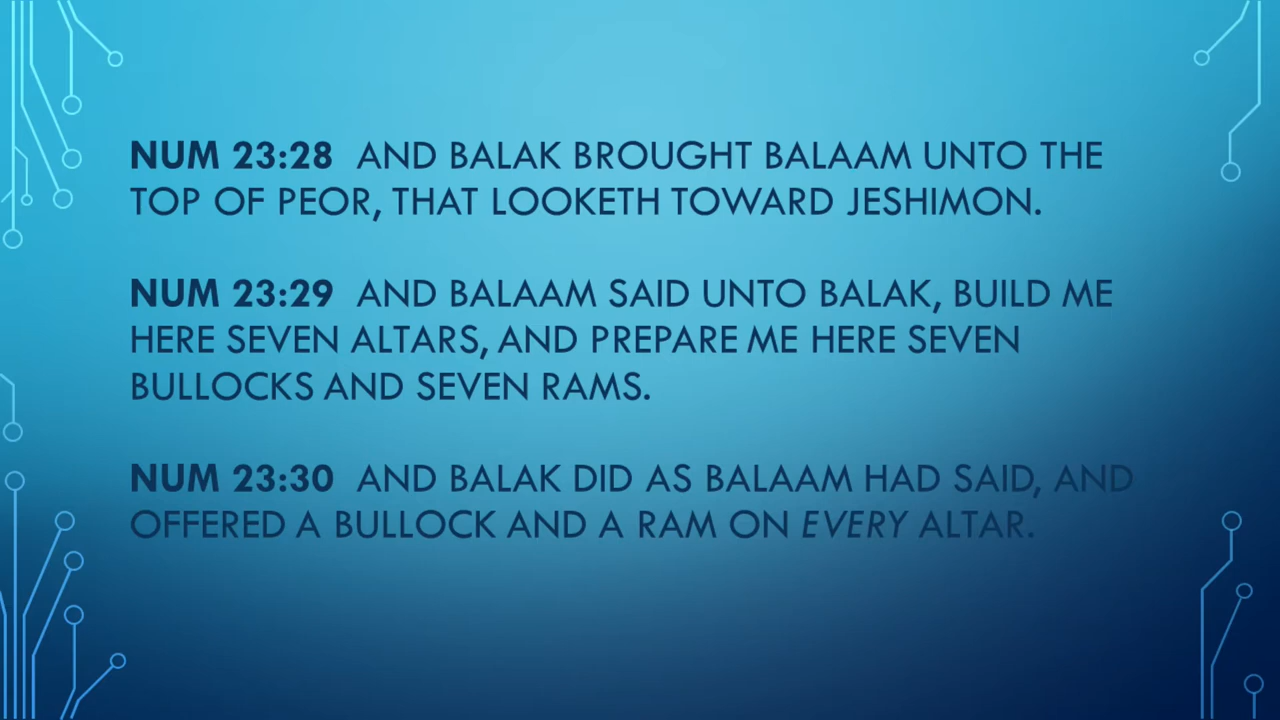 NUM 23:28 AND BALAK BROUGHT BALAAM UNTO THE
TOP OF PEOR, THAT LOOKETH TOWARD JESHIMON.
NUM 23:29 AND BALAAM SAID UNTO BALAK, BUILD ME
HERE SEVEN ALTARS, AND PREPARE ME HERE SEVEN
BULLOCKS AND SEVEN RAMS.
NUM 23:30 AND BALAK DID AS BALAAM HAD SAID, AND
OFFERED A BULLOCK AND A RAM ON EVERY ALTAR.